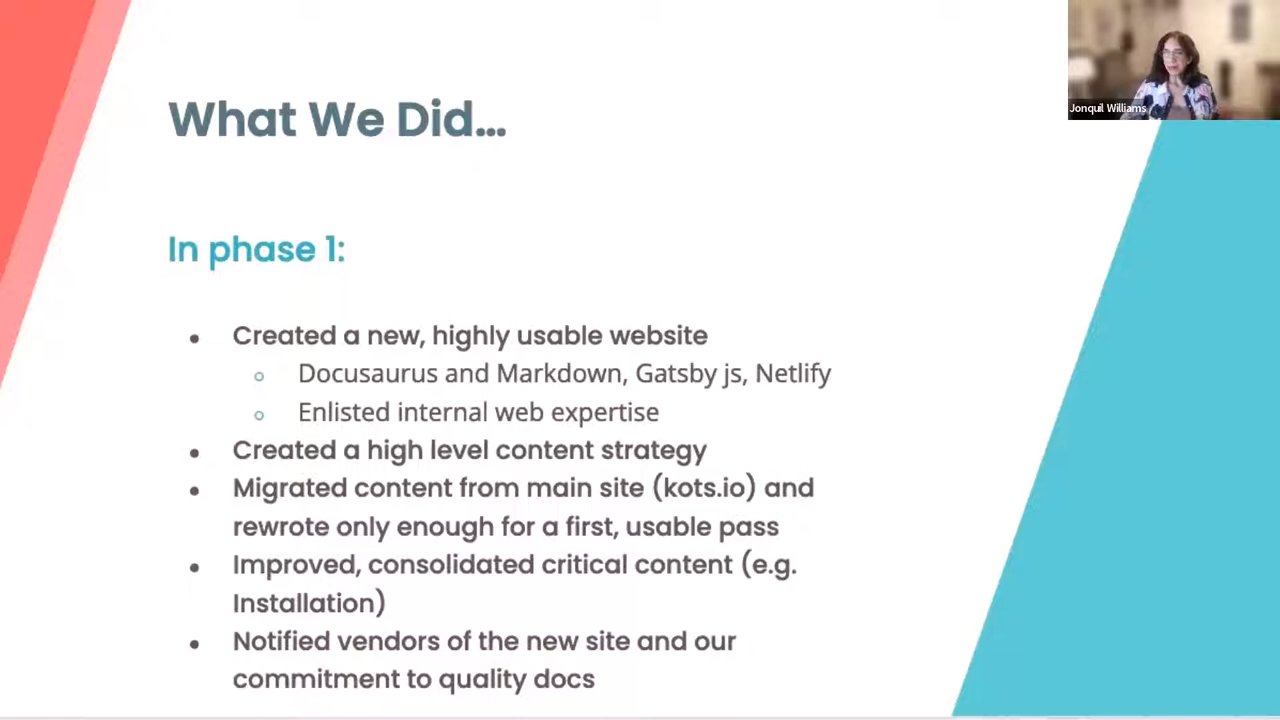 What We Did...
Jonquil Williams
In phase 1:
● Created a new, highly usable website
○ Docusaurus and Markdown, Gatsby js, Netlify
○ Enlisted internal web expertise
● Created a high level content strategy
● Migrated content from main site (kots.io) and
rewrote only enough for a first, usable pass
● Improved, consolidated critical content (e.g.
Installation)
● Notified vendors of the new site and our
commitment to quality docs